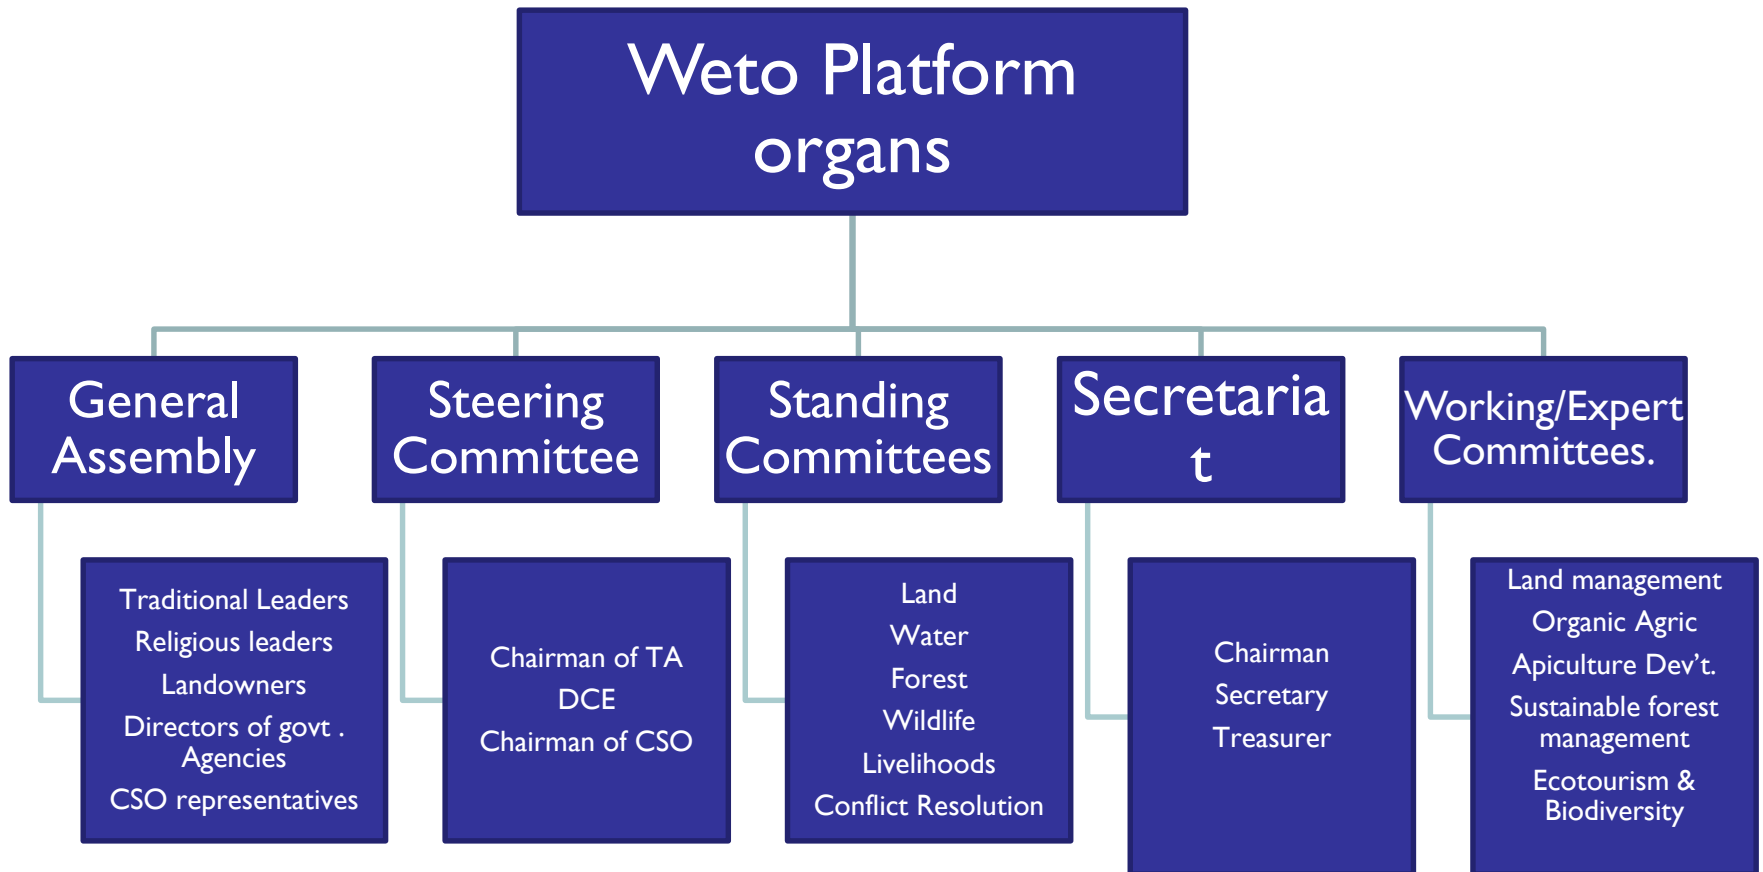 Weto Platform
organs
General
Assembly
Traditional Leaders
Religious leaders
Landowners
Directors of govt .
Agencies
CSO representatives
Steering
Committee
Chairman of TA
DCE
Chairman of CSO
Standing
Committees
Land
Water
Forest
Wildlife
Livelihoods
Conflict Resolution
Secretaria
t
Chairman
Secretary
Treasurer
Working/Expert
Committees.
Land management
Organic Agric
Apiculture Dev’t.
Sustainable forest
management
Ecotourism &
Biodiversity